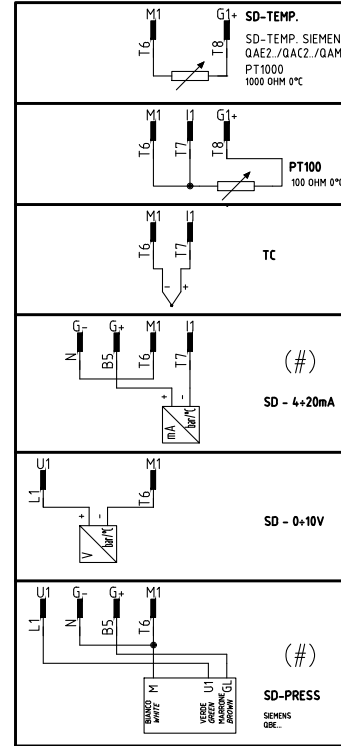 M1 G1+ SD-TEMP.
T6 T8
SD-TEMP. SIEMEN
QAE2../QAC2../QAM
PT1000
1000 OHM 0°C
M1 I1 G1+
T6 T7 T8
PT100
100 OHM 0°C
M1 I1
T6 T7
- +
TC
G- G+ M1 I1
N B5 T6 T7
(#)
+ -
mA bar/°C
SD - 4÷20mA
U1 M1
L1 T6
+ -
V bar/°C
SD - 0÷10V
U1 G- G+ M1
L1 N B5 T6
(#)
M U1 GL
BIANCO
WHITE
VERDE
GREEN
MARRONE
BROWN
SD-PRESS
SIEMENS
QBE...